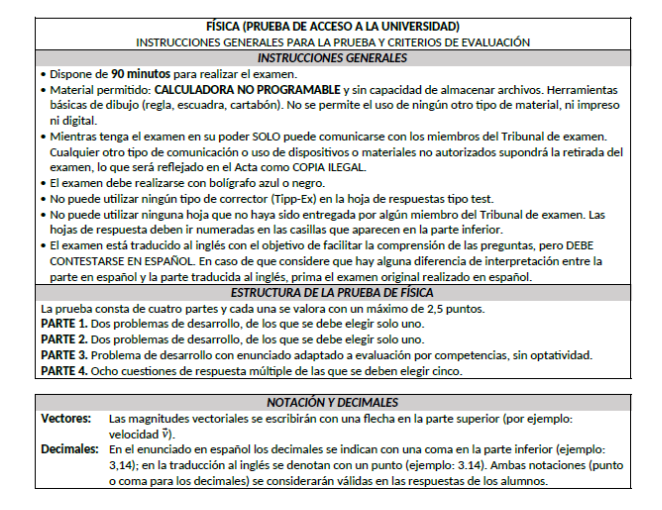 FÍSICA (PRUEBA DE ACCESO A LA UNIVERSIDAD)
INSTRUCCIONES GENERALES PARA LA PRUEBA Y CRITERIOS DE EVALUACIÓN
INSTRUCCIONES GENERALES
• Dispone de 90 minutos para realizar el examen.
• Material permitido: CALCULADORA NO PROGRAMABLE y sin capacidad de almacenar archivos. Herramientas
básicas de dibujo (regla, escuadra, cartabón). No se permite el uso de ningún otro tipo de material, ni impreso
ni digital.
• Mientras tenga el examen en su poder SOLO puede comunicarse con los miembros del Tribunal de examen.
Cualquier otro tipo de comunicación o uso de dispositivos o materiales no autorizados supondrá la retirada del
examen, lo que será reflejado en el Acta como COPIA ILEGAL.
• El examen debe realizarse con bolígrafo azul o negro.
• No puede utilizar ningún tipo de corrector (Tipp-Ex) en la hoja de respuestas tipo test.
• No puede utilizar ninguna hoja que no haya sido entregada por algún miembro del Tribunal de examen. Las
hojas de respuesta deben ir numeradas en las casillas que aparecen en la parte inferior.
• El examen está traducido al inglés con el objetivo de facilitar la comprensión de las preguntas, pero DEBE
CONTESTARSE EN ESPAÑOL. En caso de que considere que hay alguna diferencia de interpretación entre la
parte en español y la parte traducida al inglés, prima el examen original realizado en español.
ESTRUCTURA DE LA PRUEBA DE FÍSICA
La prueba consta de cuatro partes y cada una se valora con un máximo de 2,5 puntos.
PARTE 1. Dos problemas de desarrollo, de los que se debe elegir solo uno.
PARTE 2. Dos problemas de desarrollo, de los que se debe elegir solo uno.
PARTE 3. Problema de desarrollo con enunciado adaptado a evaluación por competencias, sin optatividad.
PARTE 4. Ocho cuestiones de respuesta múltiple de las que se deben elegir cinco.
NOTACIÓN Y DECIMALES
Vectores: Las magnitudes vectoriales se escribirán con una flecha en la parte superior (por ejemplo:
velocidad v⃗).
Decimales: En el enunciado en español los decimales se indican con una coma en la parte inferior (ejemplo:
3,14); en la traducción al inglés se denotan con un punto (ejemplo: 3.14). Ambas notaciones (punto
o coma para los decimales) se considerarán válidas en las respuestas de los alumnos.